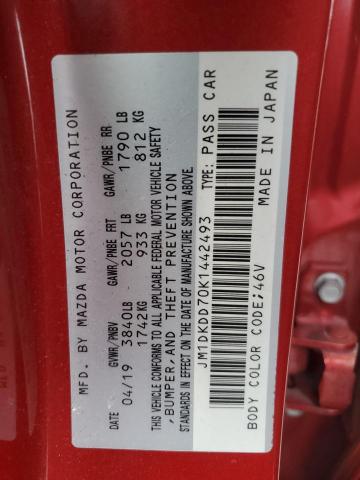 MFD. BY MAZDA MOTOR CORPORATION
DATE GVWR/PNBV GAWR/PNBE FRT GAWR/PNBE RR
04/19 3840LB 2057 LB 1790 LB
1742KG 933 KG 812 KG
THIS VEHICLE CONFORMS TO ALL APPLICABLE FEDERAL MOTOR VEHICLE SAFETY
, BUMPER, AND THEFT PREVENTION
STANDARDS IN EFFECT ON THE DATE OF MANUFACTURE SHOWN ABOVE.
JM1DKDD70K1442493 TYPE: PASS CAR
BODY COLOR CODE;46V MADE IN JAPAN